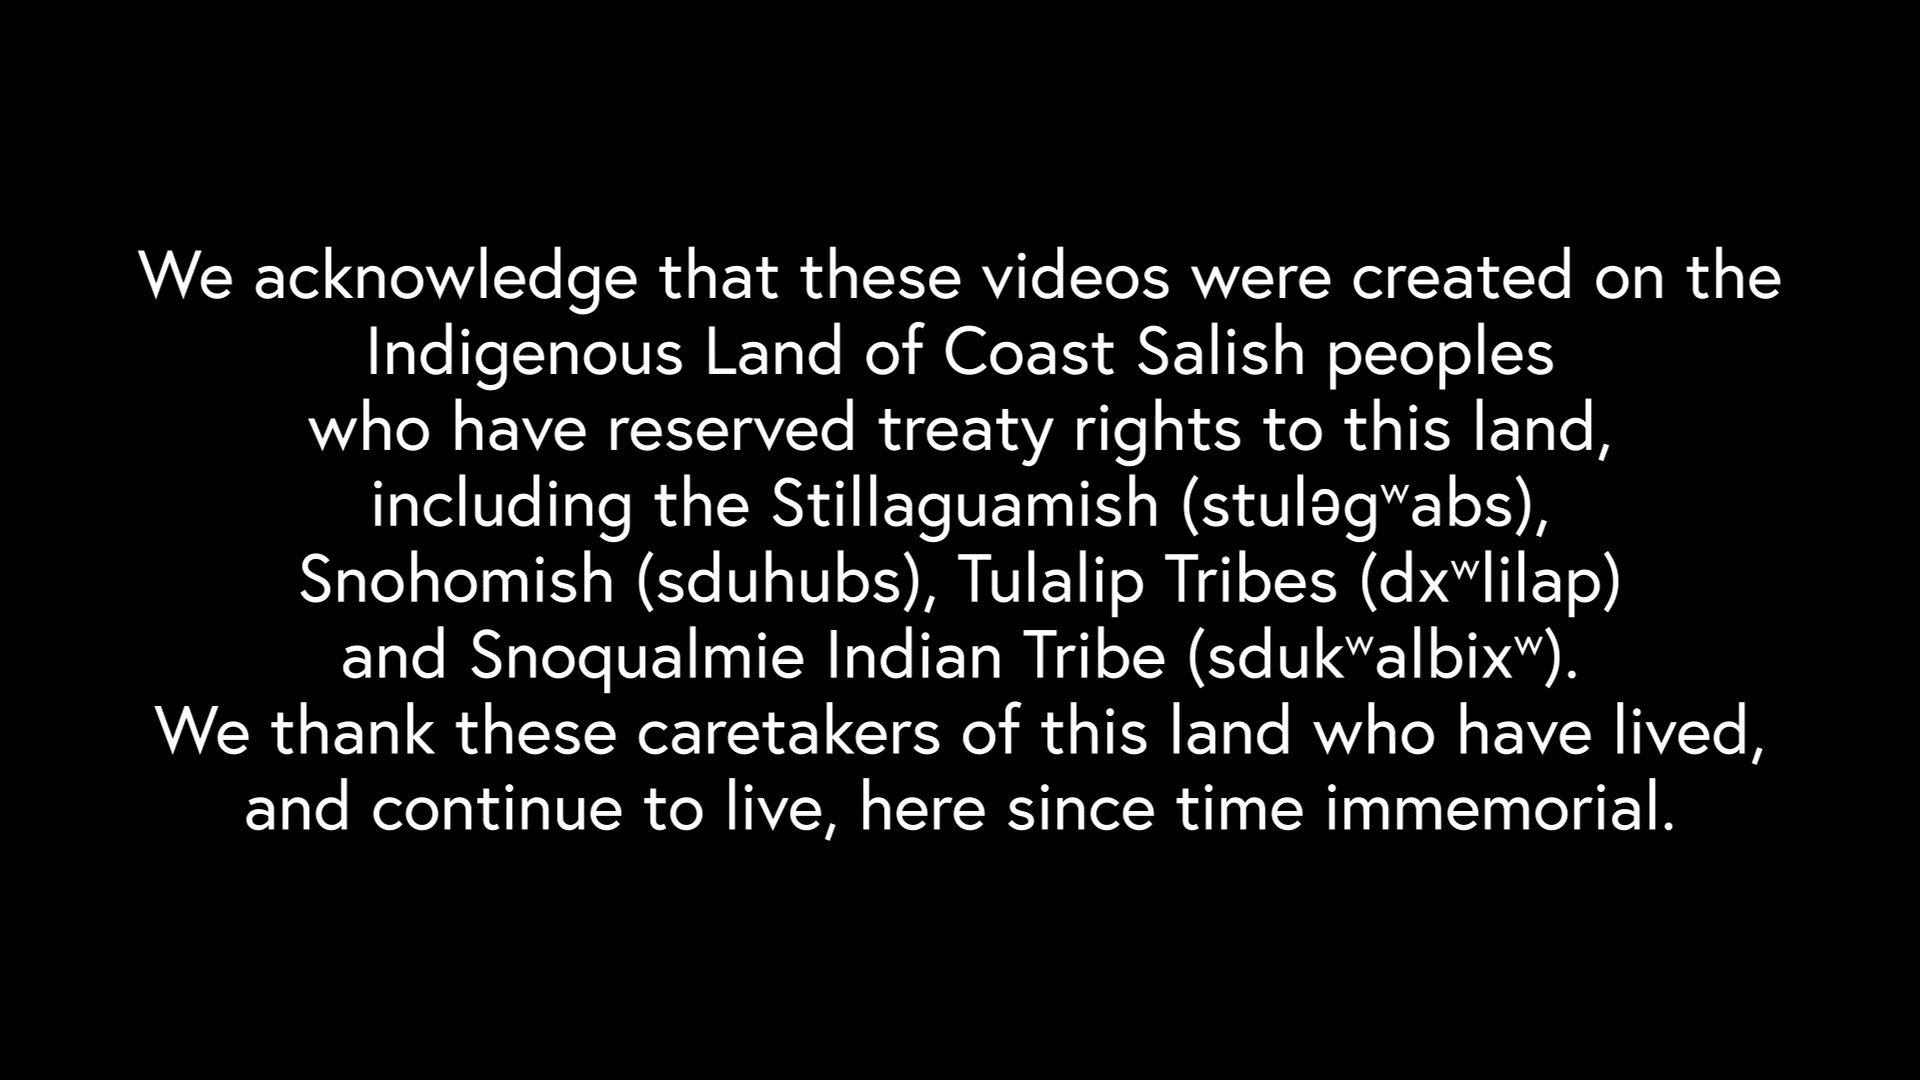 We acknowledge that these videos were created on the
Indigenous Land of Coast Salish peoples
who have reserved treaty rights to this land,
including the Stillaguamish (stuləgʷabs),
Snohomish (sduhubs), Tulalip Tribes (dxʷlilap)
and Snoqualmie Indian Tribe (sdukʷalbixʷ).
We thank these caretakers of this land who have lived,
and continue to live, here since time immemorial.